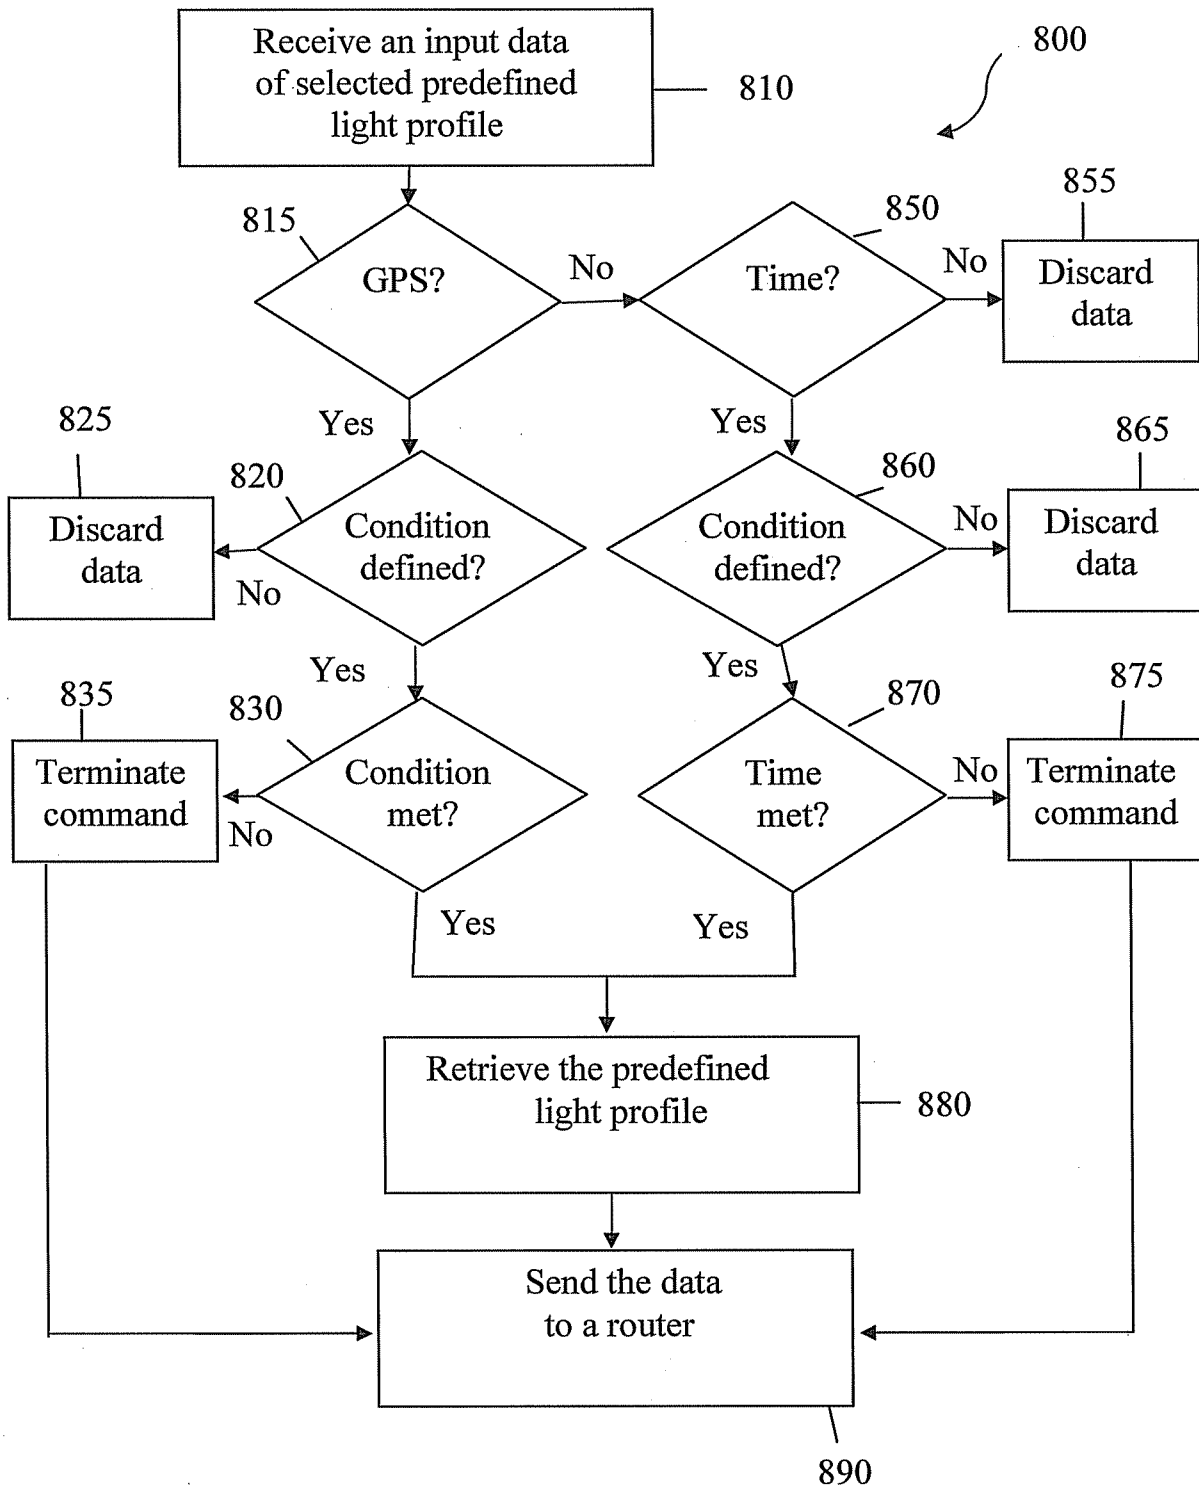 Receive an input data
of selected predefined
light profile
810
800
815
GPS?
No
850
Time?
No
855
Discard
data
Yes
Yes
825
Discard
data
820
Condition
defined?
No
860
Condition
defined?
No
865
Discard
data
Yes
Yes
835
Terminate
command
830
Condition
met?
No
870
Time
met?
No
875
Terminate
command
Yes
Yes
Retrieve the predefined
light profile
880
Send the data
to a router
890